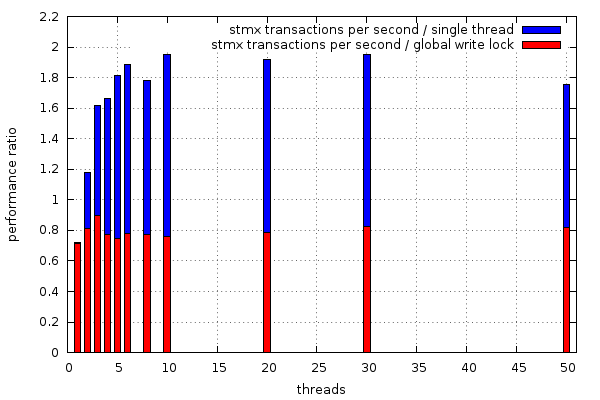 stmx transactions per second / single thread
stmx transactions per second / global write lock
2.2
2
1.8
1.6
1.4
1.2
1
0.8
0.6
0.4
0.2
0
performance ratio
0 5 10 15 20 25 30 35 40 45 50
threads